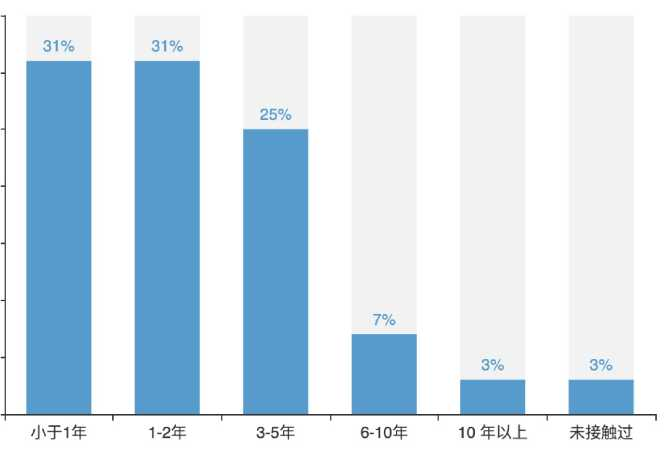 31%
31%
25%
7%
3%
3%
小于1年
1-2年
3-5年
6-10年
10 年以上
未接触过